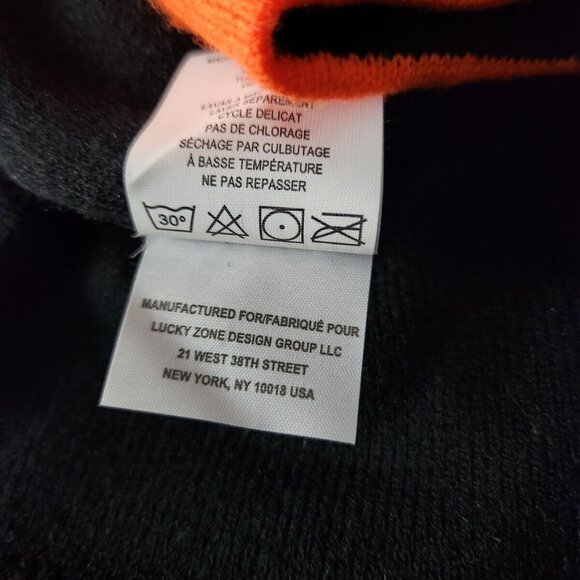 LAVER SÉPARÉMENT
CYCLE DELICAT
PAS DE CHLORAGE
SÉCHAGE PAR CULBUTAGE
À BASSE TEMPÉRATURE
NE PAS REPASSER
30°
MANUFACTURED FOR/FABRIQUÉ POUR
LUCKY ZONE DESIGN GROUP LLC
21 WEST 38TH STREET
NEW YORK, NY 10018 USA